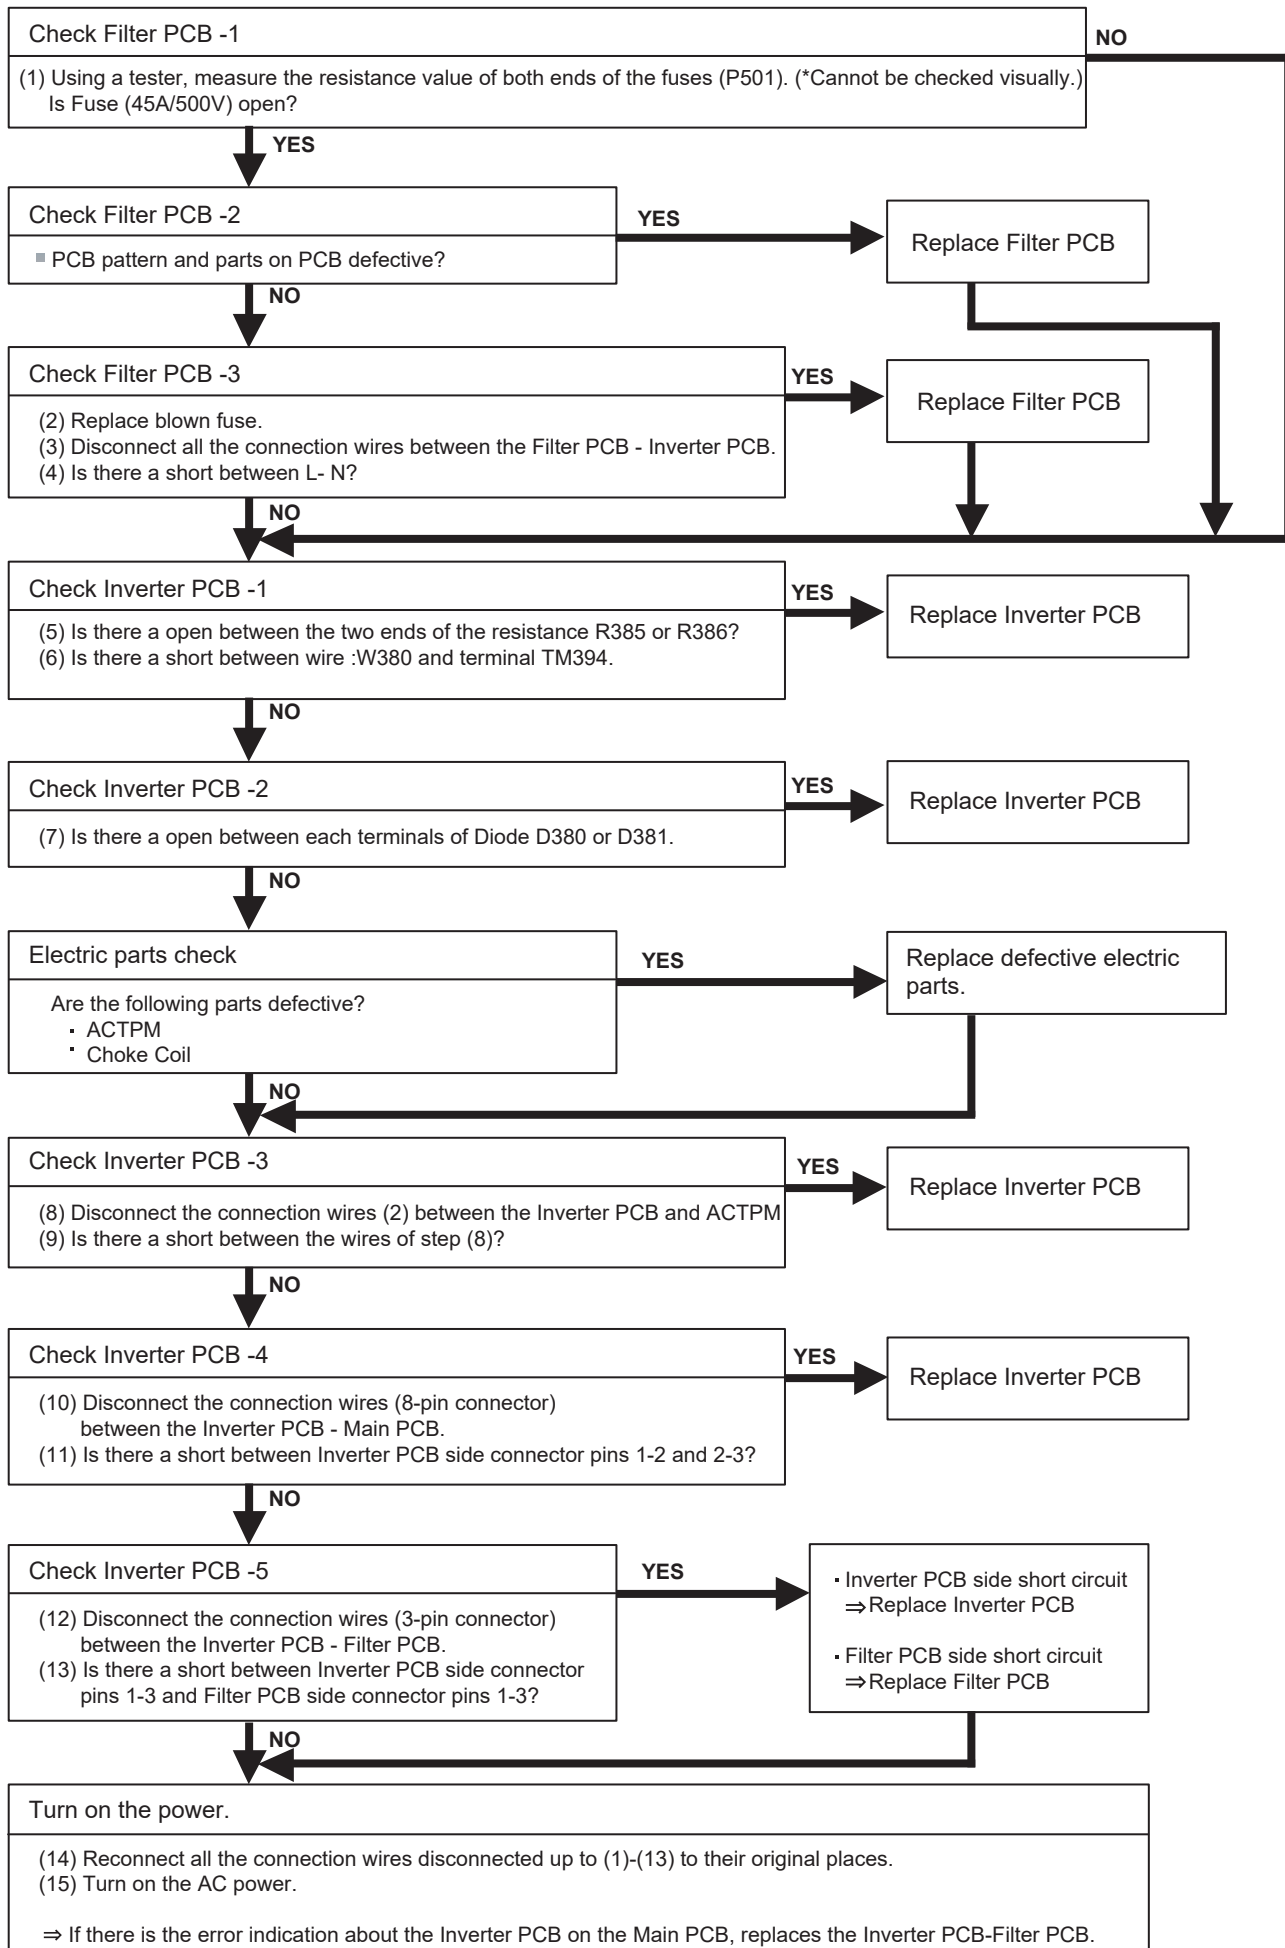 Check Filter PCB -1
NO
(1) Using a tester, measure the resistance value of both ends of the fuses (P501). (*Cannot be checked visually.)
Is Fuse (45A/500V) open?
YES
Check Filter PCB -2
YES
Replace Filter PCB
■ PCB pattern and parts on PCB defective?
NO
Check Filter PCB -3
YES
Replace Filter PCB
(2) Replace blown fuse.
(3) Disconnect all the connection wires between the Filter PCB - Inverter PCB.
(4) Is there a short between L- N?
NO
Check Inverter PCB -1
YES
Replace Inverter PCB
(5) Is there a open between the two ends of the resistance R385 or R386?
(6) Is there a short between wire :W380 and terminal TM394.
NO
Check Inverter PCB -2
YES
Replace Inverter PCB
(7) Is there a open between each terminals of Diode D380 or D381.
NO
Electric parts check
YES
Replace defective electric
parts.
Are the following parts defective?
· ACTPM
· Choke Coil
NO
Check Inverter PCB -3
YES
Replace Inverter PCB
(8) Disconnect the connection wires (2) between the Inverter PCB and ACTPM
(9) Is there a short between the wires of step (8)?
NO
Check Inverter PCB -4
YES
Replace Inverter PCB
(10) Disconnect the connection wires (8-pin connector)
between the Inverter PCB - Main PCB.
(11) Is there a short between Inverter PCB side connector pins 1-2 and 2-3?
NO
Check Inverter PCB -5
YES
· Inverter PCB side short circuit
⇒Replace Inverter PCB
· Filter PCB side short circuit
⇒Replace Filter PCB
(12) Disconnect the connection wires (3-pin connector)
between the Inverter PCB - Filter PCB.
(13) Is there a short between Inverter PCB side connector
pins 1-3 and Filter PCB side connector pins 1-3?
NO
Turn on the power.
(14) Reconnect all the connection wires disconnected up to (1)-(13) to their original places.
(15) Turn on the AC power.
⇒ If there is the error indication about the Inverter PCB on the Main PCB, replaces the Inverter PCB-Filter PCB.